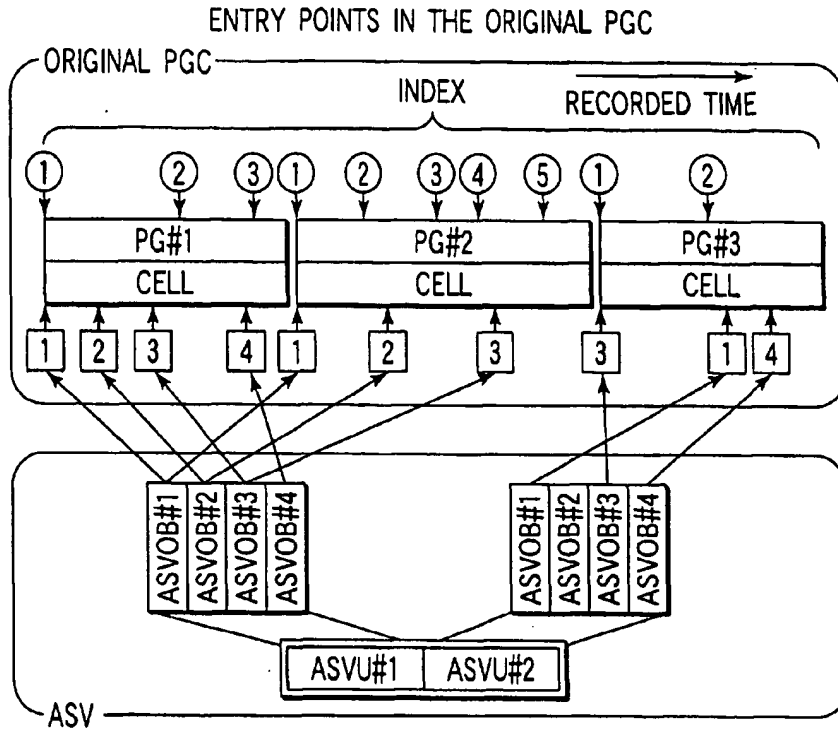 ENTRY POINTS IN THE ORIGINAL PGC
ORIGINAL PGC
INDEX
RECORDED TIME
1 2 3 1 2 3 4 5 1 2
PG#1 PG#2 PG#3
CELL CELL CELL
1 2 3 4 1 2 3 3 1 4
ASVOB#1 ASVOB#2 ASVOB#3 ASVOB#4 ASVOB#1 ASVOB#2 ASVOB#3 ASVOB#4
ASVU#1 ASVU#2
ASV